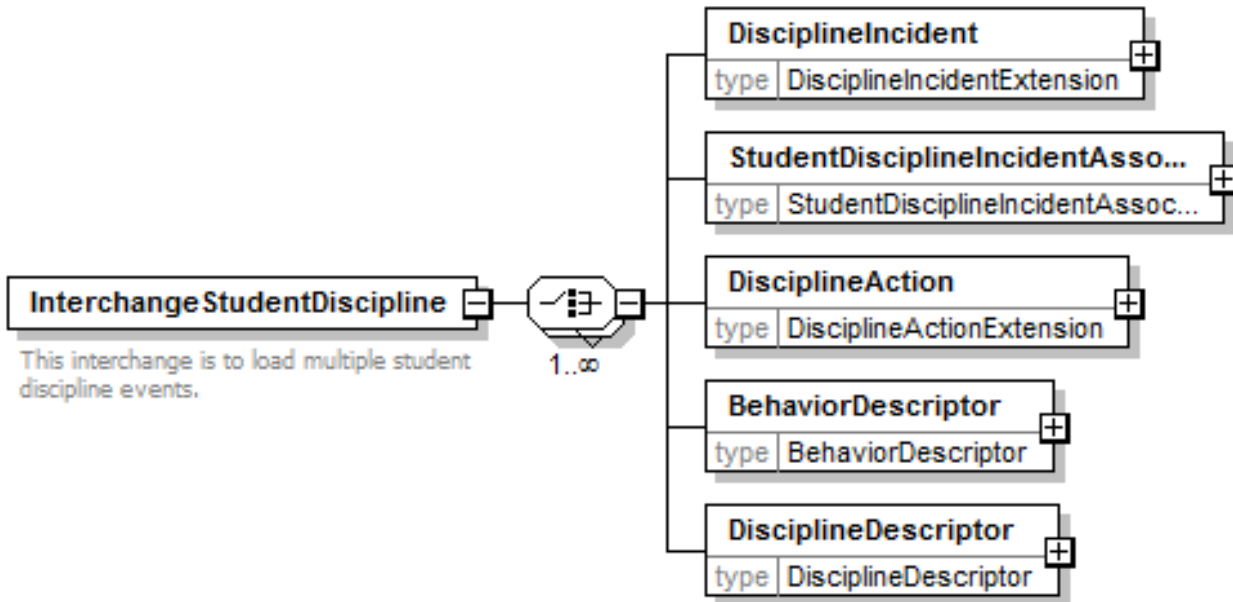 DisciplineIncident
type DisciplineIncidentExtension
StudentDisciplineIncidentAsso...
type StudentDisciplineIncidentAssoc...
InterchangeStudentDiscipline
This interchange is to load multiple student
discipline events.
1..∞
DisciplineAction
type DisciplineActionExtension
BehaviorDescriptor
type BehaviorDescriptor
DisciplineDescriptor
type DisciplineDescriptor